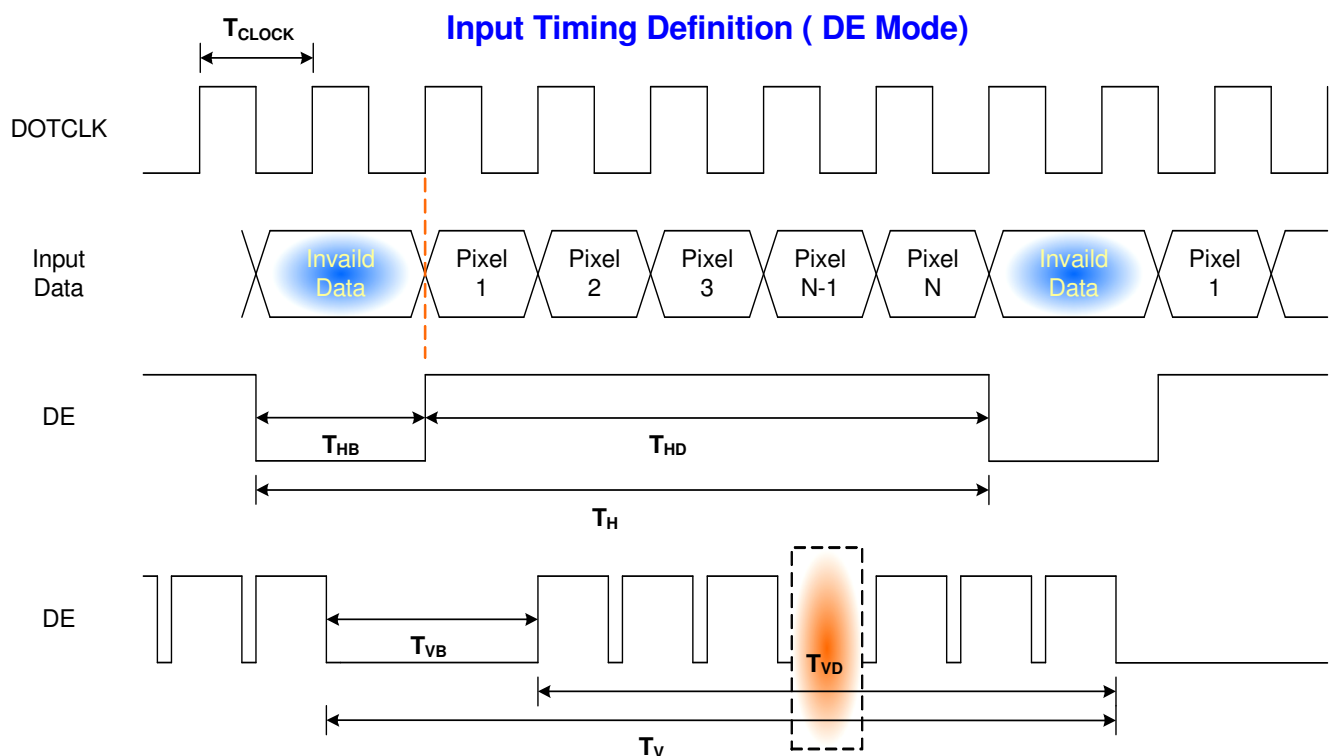 Input Timing Definition ( DE Mode)
TCLOCK
DOTCLK
Input
Data
Invaild
Data
Pixel
1
Pixel
2
Pixel
3
Pixel
N-1
Pixel
N
Invaild
Data
Pixel
1
DE
THB
THD
TH
DE
TVB
TVD
TV